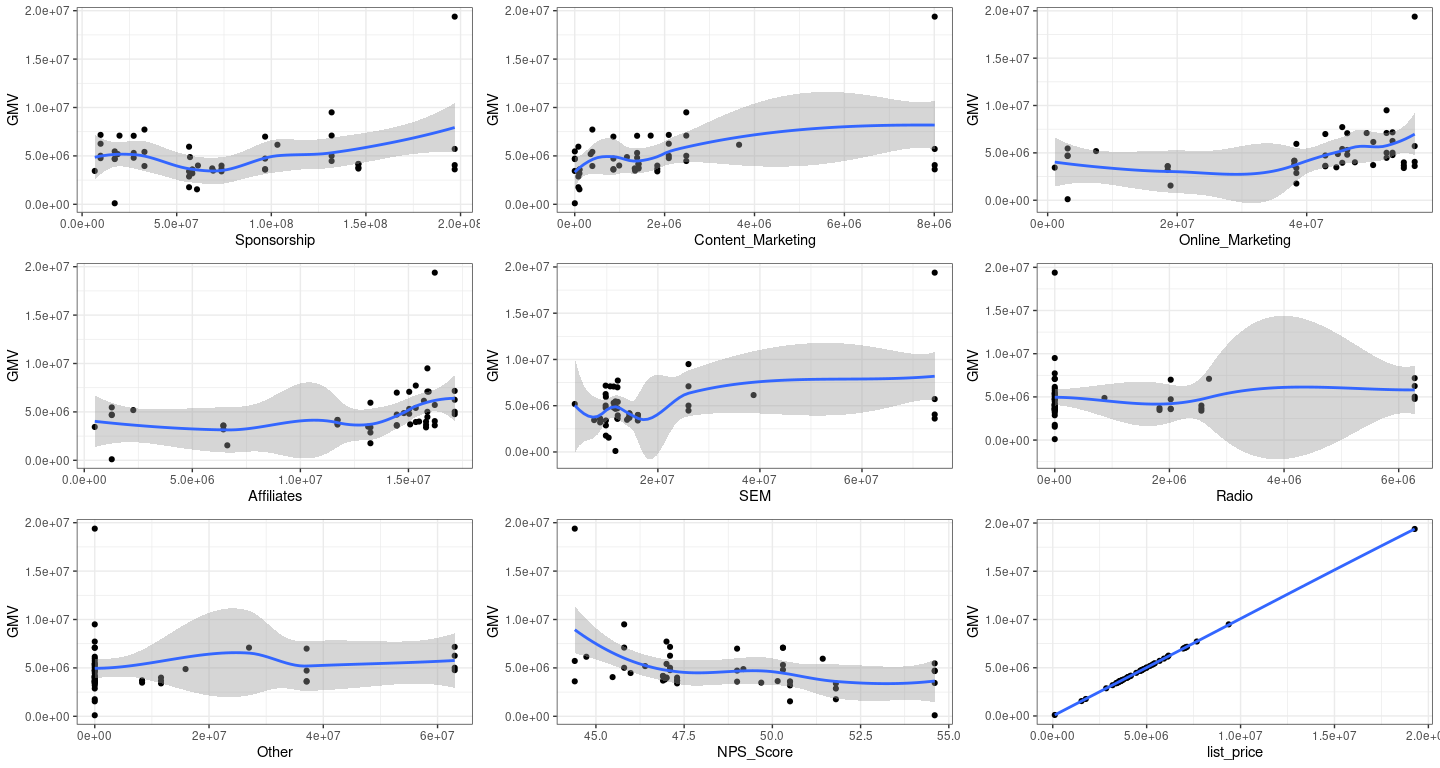 2.0e+07
1.5e+07
1.0e+07
5.0e+06
0.0e+00
GMV
0.0e+00 5.0e+07 1.0e+08 1.5e+08 2.0e+08
Sponsorship
2.0e+07
1.5e+07
1.0e+07
5.0e+06
0.0e+00
GMV
0e+00 2e+06 4e+06 6e+06 8e+06
Content_Marketing
2.0e+07
1.5e+07
1.0e+07
5.0e+06
0.0e+00
GMV
0e+00 2e+07 4e+07
Online_Marketing
2.0e+07
1.5e+07
1.0e+07
5.0e+06
0.0e+00
GMV
0.0e+00 5.0e+06 1.0e+07 1.5e+07
Affiliates
2.0e+07
1.5e+07
1.0e+07
5.0e+06
0.0e+00
GMV
2e+07 4e+07 6e+07
SEM
2.0e+07
1.5e+07
1.0e+07
5.0e+06
0.0e+00
GMV
0e+00 2e+06 4e+06 6e+06
Radio
2.0e+07
1.5e+07
1.0e+07
5.0e+06
0.0e+00
GMV
0e+00 2e+07 4e+07 6e+07
Other
2.0e+07
1.5e+07
1.0e+07
5.0e+06
0.0e+00
GMV
45.0 47.5 50.0 52.5 55.0
NPS_Score
2.0e+07
1.5e+07
1.0e+07
5.0e+06
0.0e+00
GMV
0.0e+00 5.0e+06 1.0e+07 1.5e+07 2.0e+0
list_price